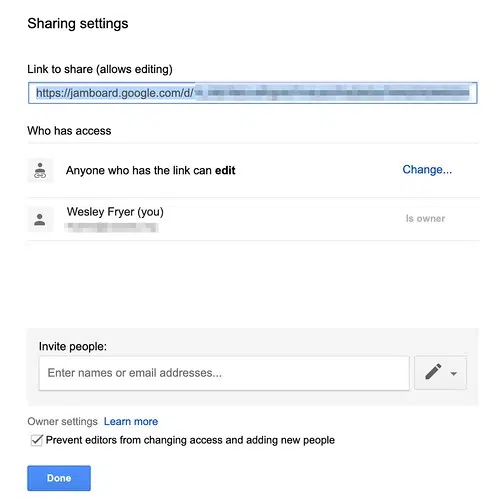 Sharing settings
Link to share (allows editing)
https://jamboard.google.com/d/
Who has access
Anyone who has the link can edit
Change...
Wesley Fryer (you)
Is owner
Invite people:
Enter names or email addresses...
Owner settings Learn more
Prevent editors from changing access and adding new people
Done